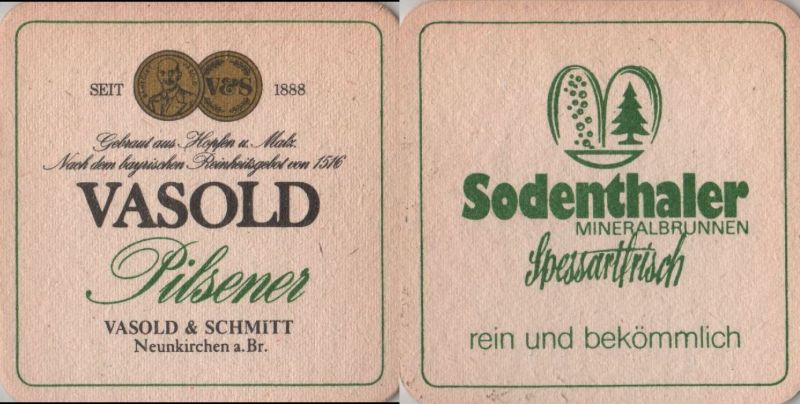 SEIT V&S 1888
Gebraut aus Hopfen u. Malz.
Nach dem bayrischen Reinheitsgebot von 1516
VASOLD
Pilsener
VASOLD & SCHMITT
Neunkirchen a.Br.
Sodenthaler
MINERALBRUNNEN
Spessartfrisch
rein und bekömmlich